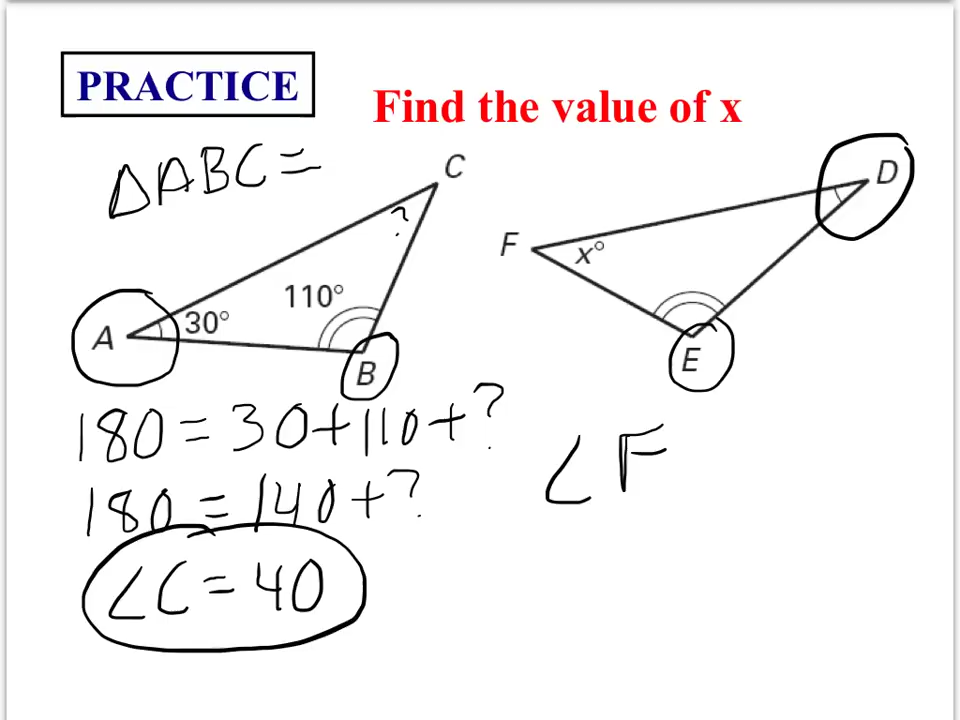 PRACTICE
Find the value of x
ΔABC=
C
?
D
F
x°
110°
A
30°
B
E
180=30+110+?
180=140+?
∠C=40
∠F